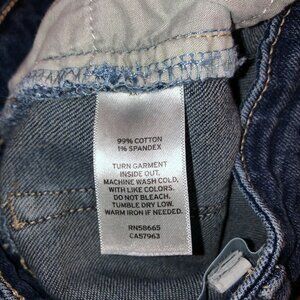 99% COTTON
1% SPANDEX
TURN GARMENT
INSIDE OUT.
MACHINE WASH COLD,
WITH LIKE COLORS.
DO NOT BLEACH.
TUMBLE DRY LOW.
WARM IRON IF NEEDED.
RN58665
CA57963